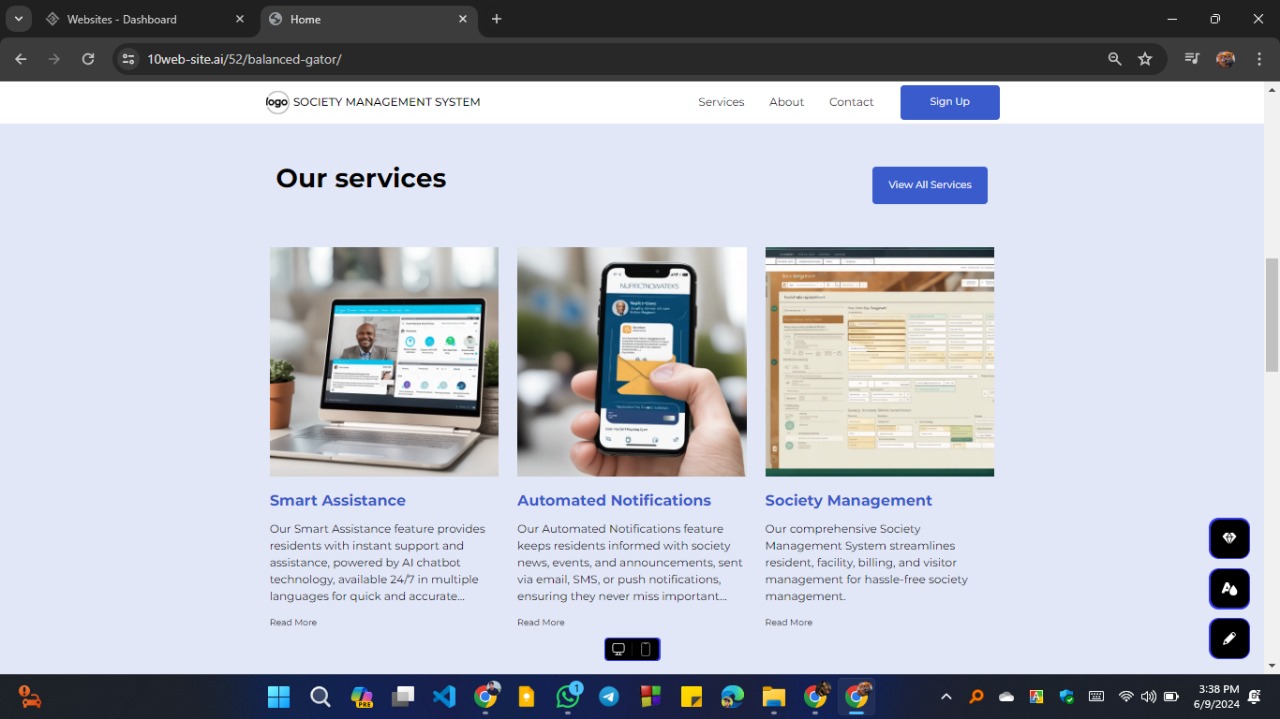 Websites - Dashboard
Home
10web-site.ai/52/balanced-gator/
logo SOCIETY MANAGEMENT SYSTEM
Services
About
Contact
Sign Up
Our services
View All Services
Smart Assistance
Our Smart Assistance feature provides
residents with instant support and
assistance, powered by AI chatbot
technology, available 24/7 in multiple
languages for quick and accurate...
Read More
Automated Notifications
Our Automated Notifications feature
keeps residents informed with society
news, events, and announcements, sent
via email, SMS, or push notifications,
ensuring they never miss important...
Read More
Society Management
Our comprehensive Society
Management System streamlines
resident, facility, billing, and visitor
management for hassle-free society
management.
Read More
PRE
1
3:38 PM
6/9/2024